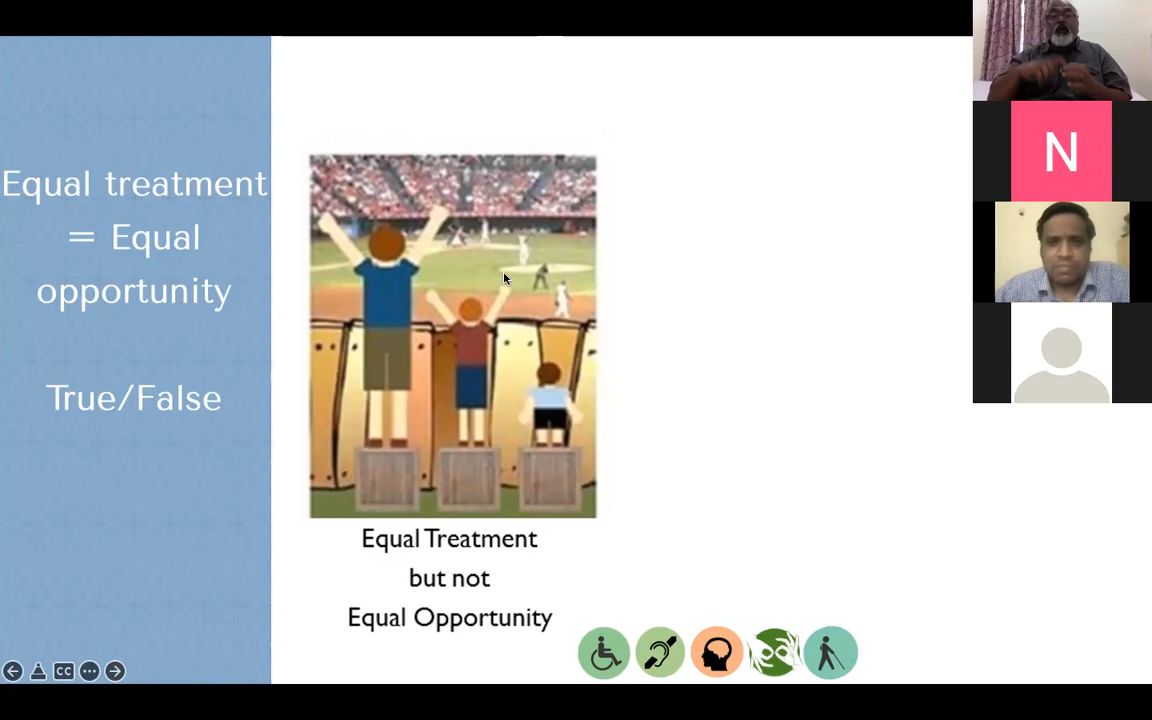 Equal treatment
= Equal
opportunity
True/False
Equal Treatment
but not
Equal Opportunity
CC
N